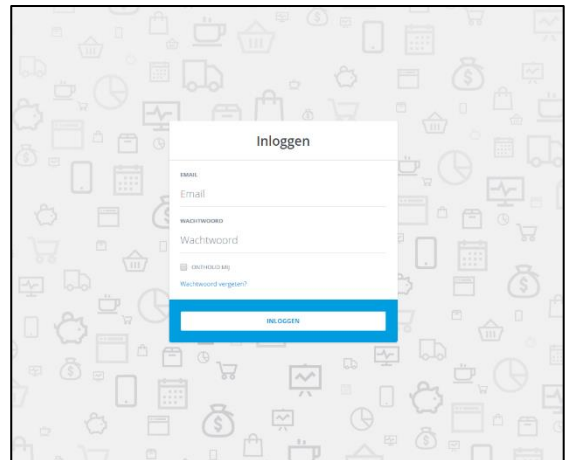 Inloggen
EMAIL
Email
WACHTWOORD
Wachtwoord
ONTHOUD MIJ
Wachtwoord vergeten?
INLOGGEN